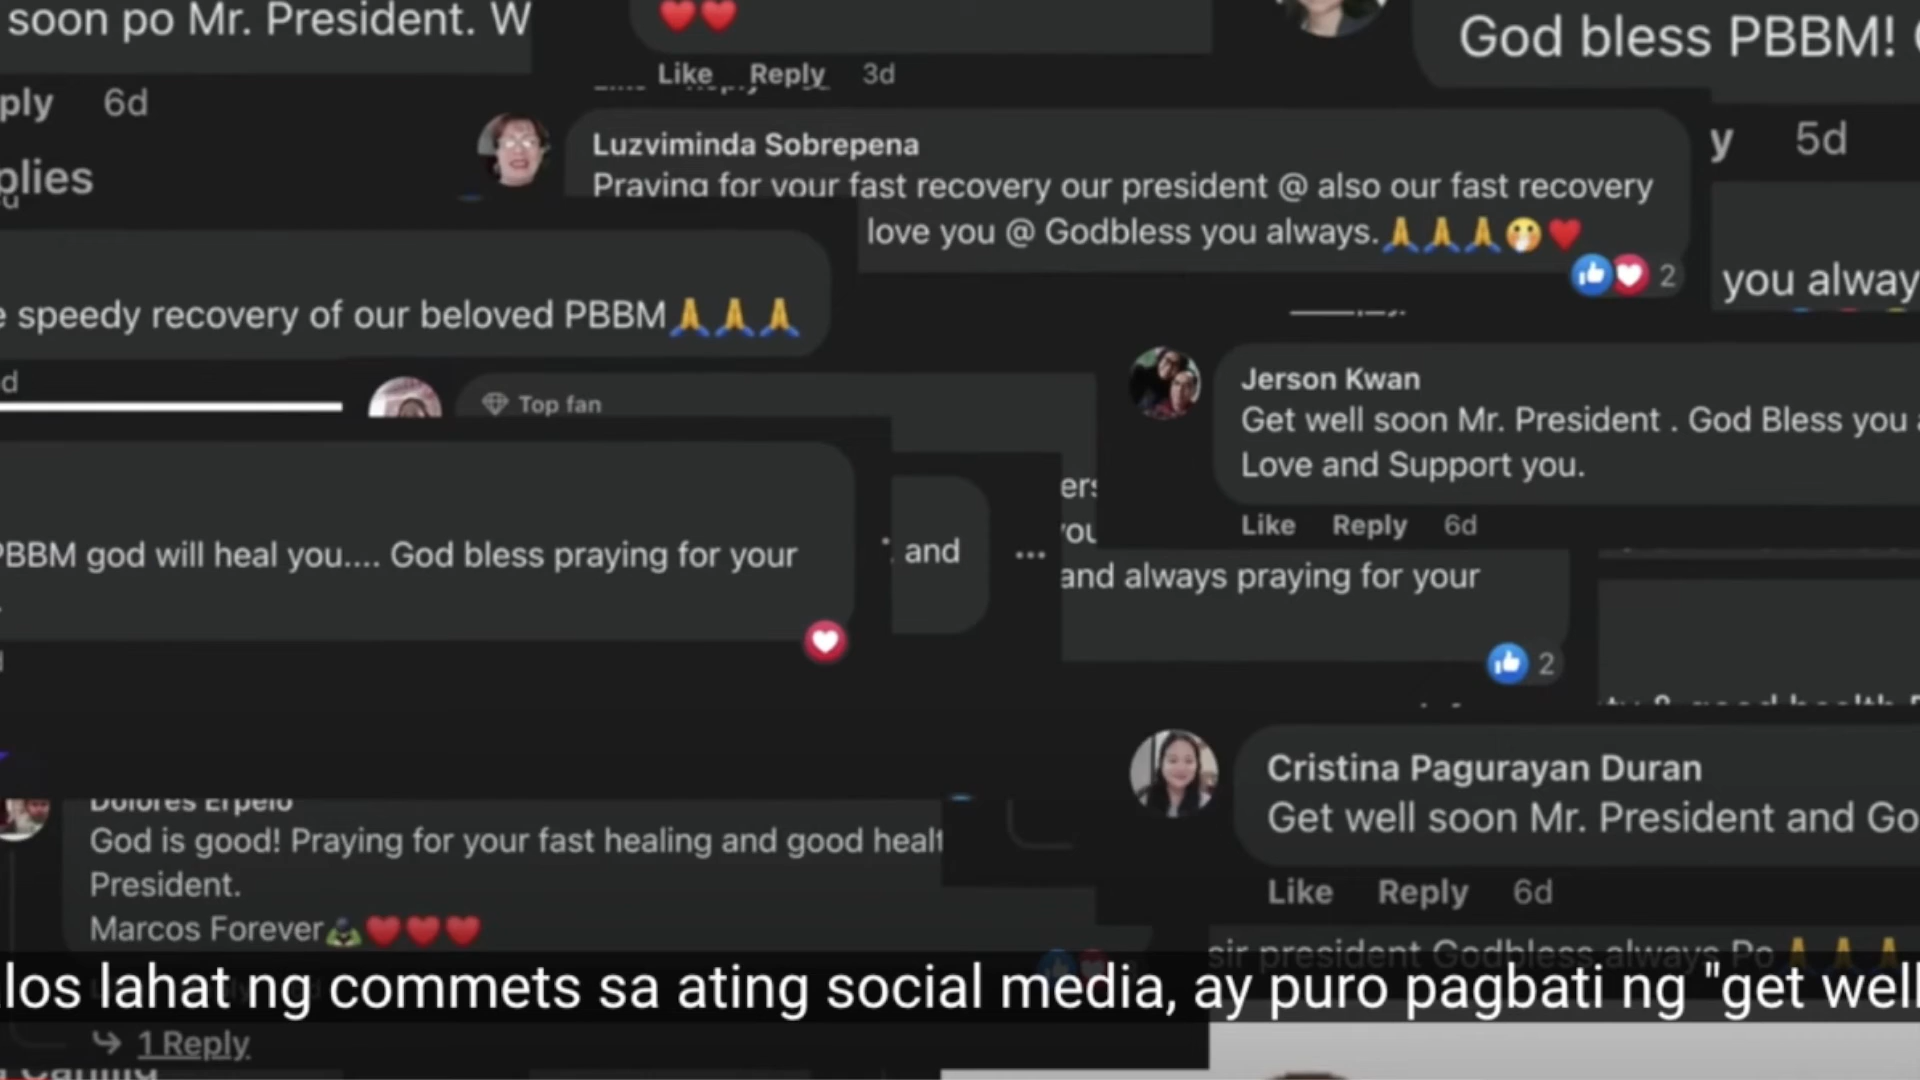 soon po Mr. President. W
Like Reply 3d
God bless PBBM!
ply 6d
plies
Luzviminda Sobrepena
Praying for your fast recovery our president @ also our fast recovery
love you @ Godbless you always.🙏🙏🙏🤭❤️
2
y 5d
you alway
e speedy recovery of our beloved PBBM🙏🙏🙏
d
Top fan
Jerson Kwan
Get well soon Mr. President . God Bless you
Love and Support you.
Like Reply 6d
PBBM god will heal you.... God bless praying for your
. and
...
ers
you
and always praying for your
2
Cristina Pagurayan Duran
Get well soon Mr. President and Go
Like Reply 6d
Dolores Erpelo
God is good! Praying for your fast healing and good healt
President.
Marcos Forever
❤️❤️❤️
sir president Godbless always Po🙏🙏🙏
los lahat ng commets sa ating social media, ay puro pagbati ng "get well
1 Reply